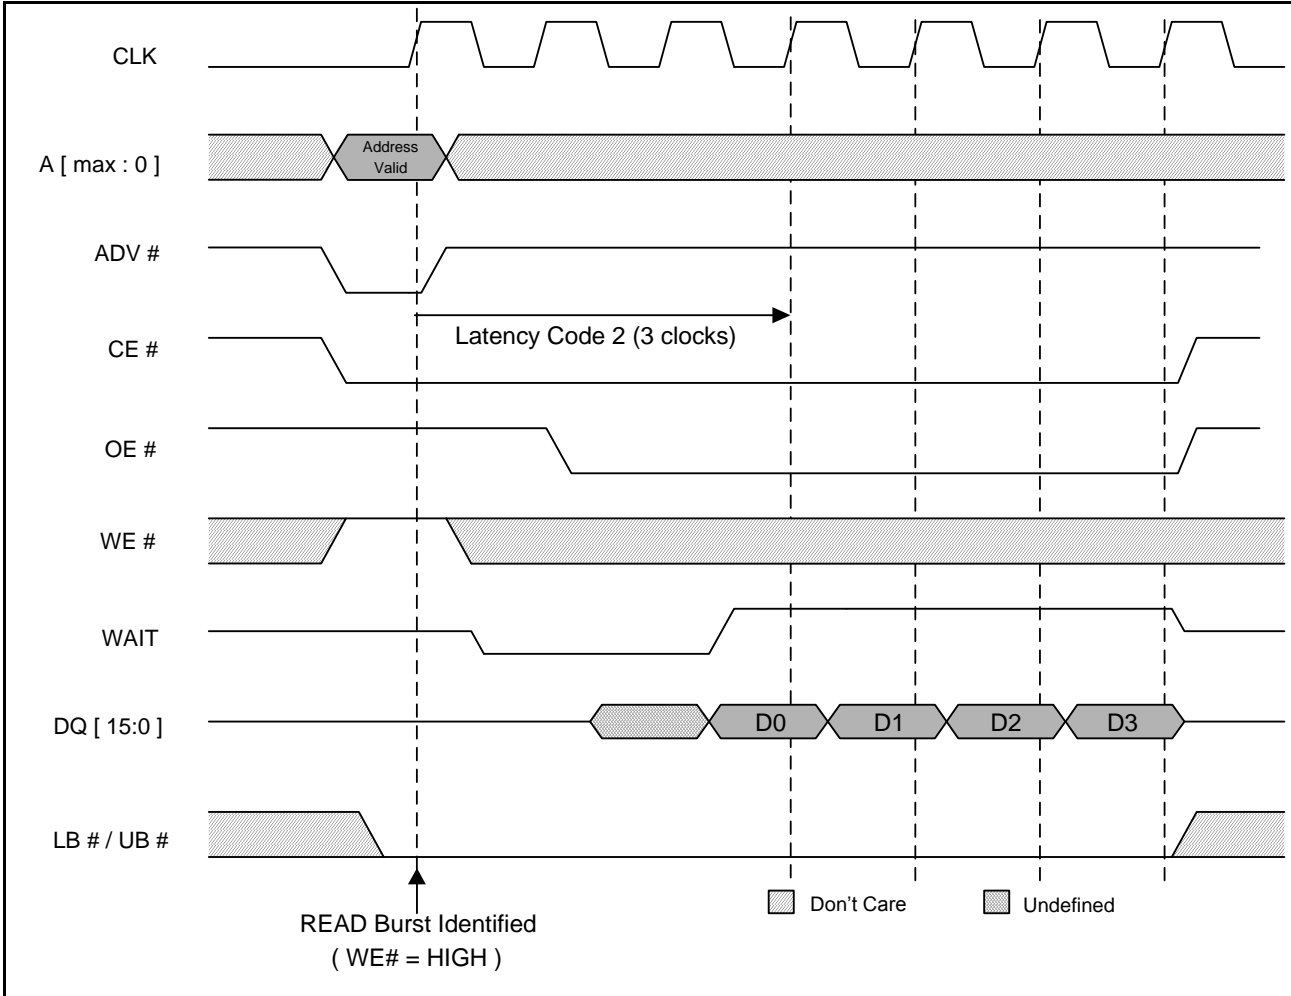 CLK
A [ max : 0 ]
Address
Valid
ADV #
Latency Code 2 (3 clocks)
CE #
OE #
WE #
WAIT
DQ [ 15:0 ]
D0
D1
D2
D3
LB # / UB #
Don't Care
Undefined
READ Burst Identified
( WE# = HIGH )